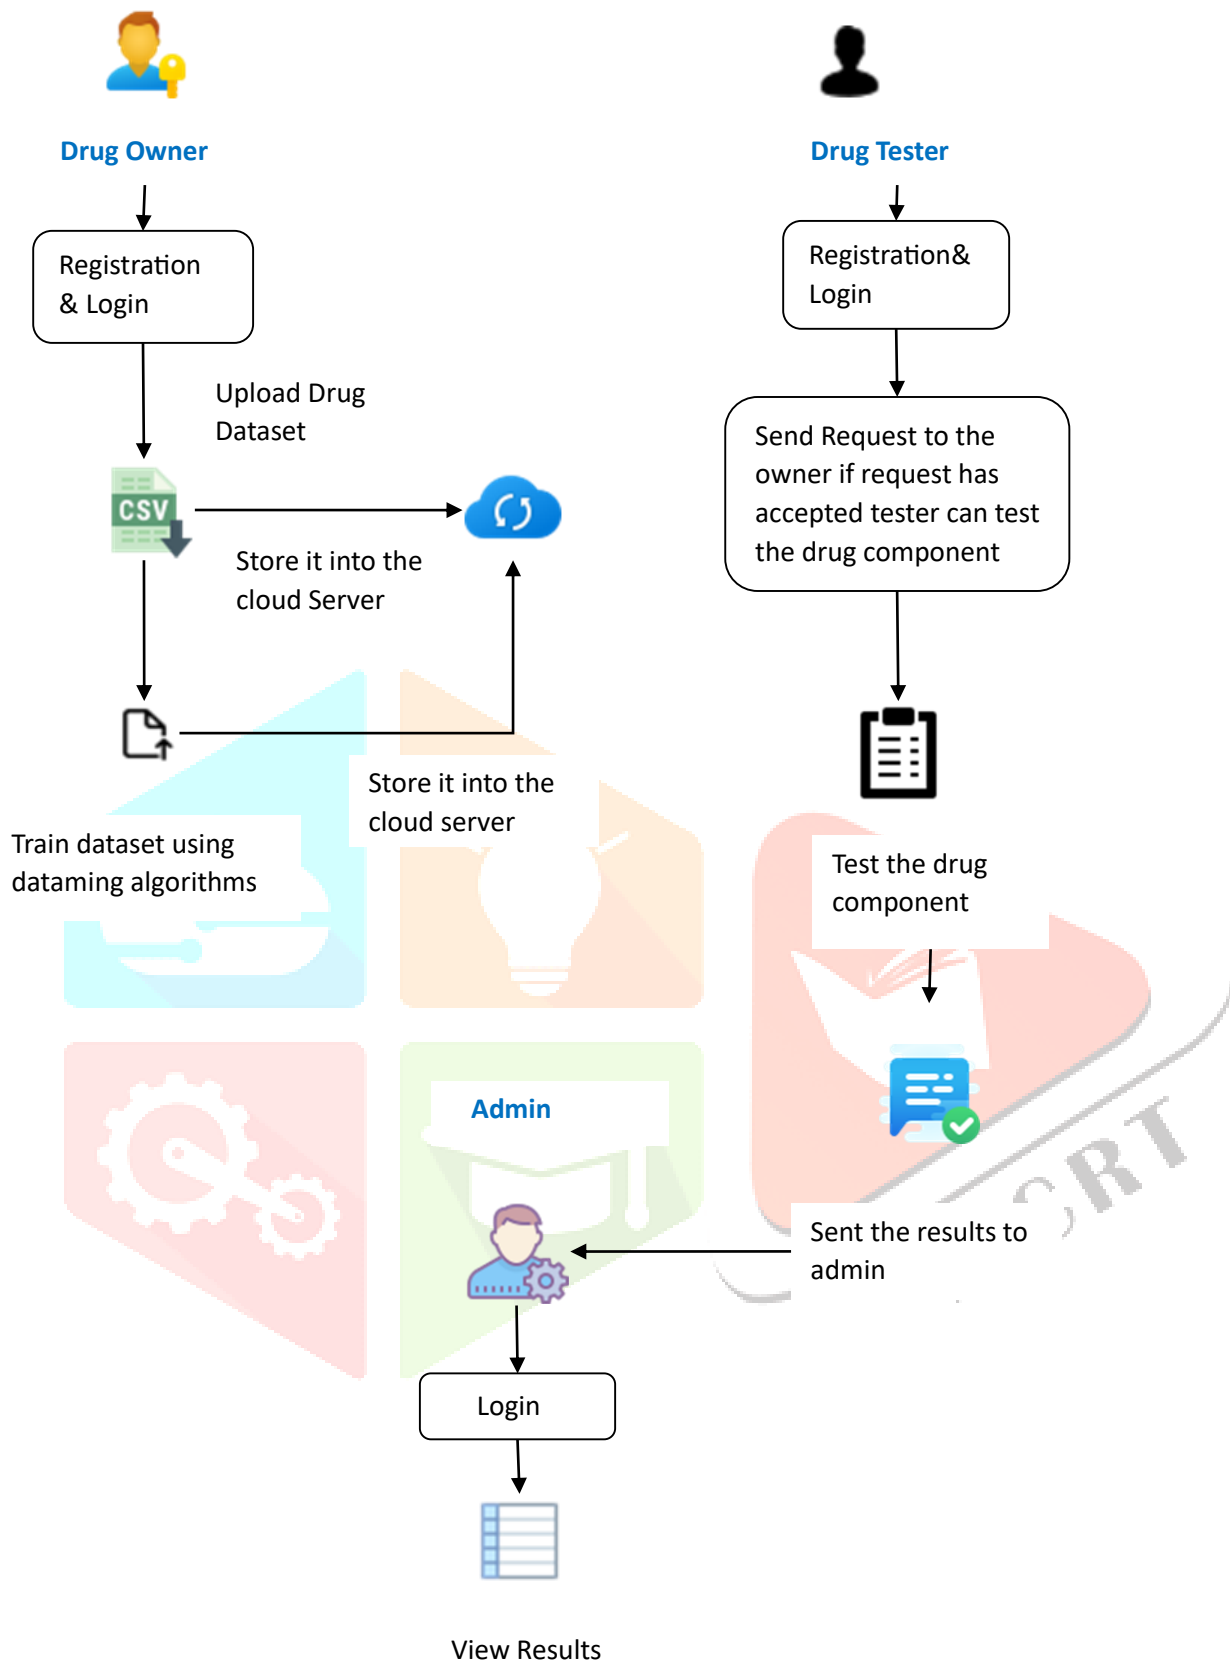 Drug Owner
Drug Tester
Registration
& Login
Registration&
Login
Upload Drug
Dataset
Send Request to the
owner if request has
accepted tester can test
the drug component
CSV
Store it into the
cloud Server
Store it into the
cloud server
Train dataset using
dataming algorithms
Test the drug
component
Admin
CRT
Sent the results to
admin
Login
View Results